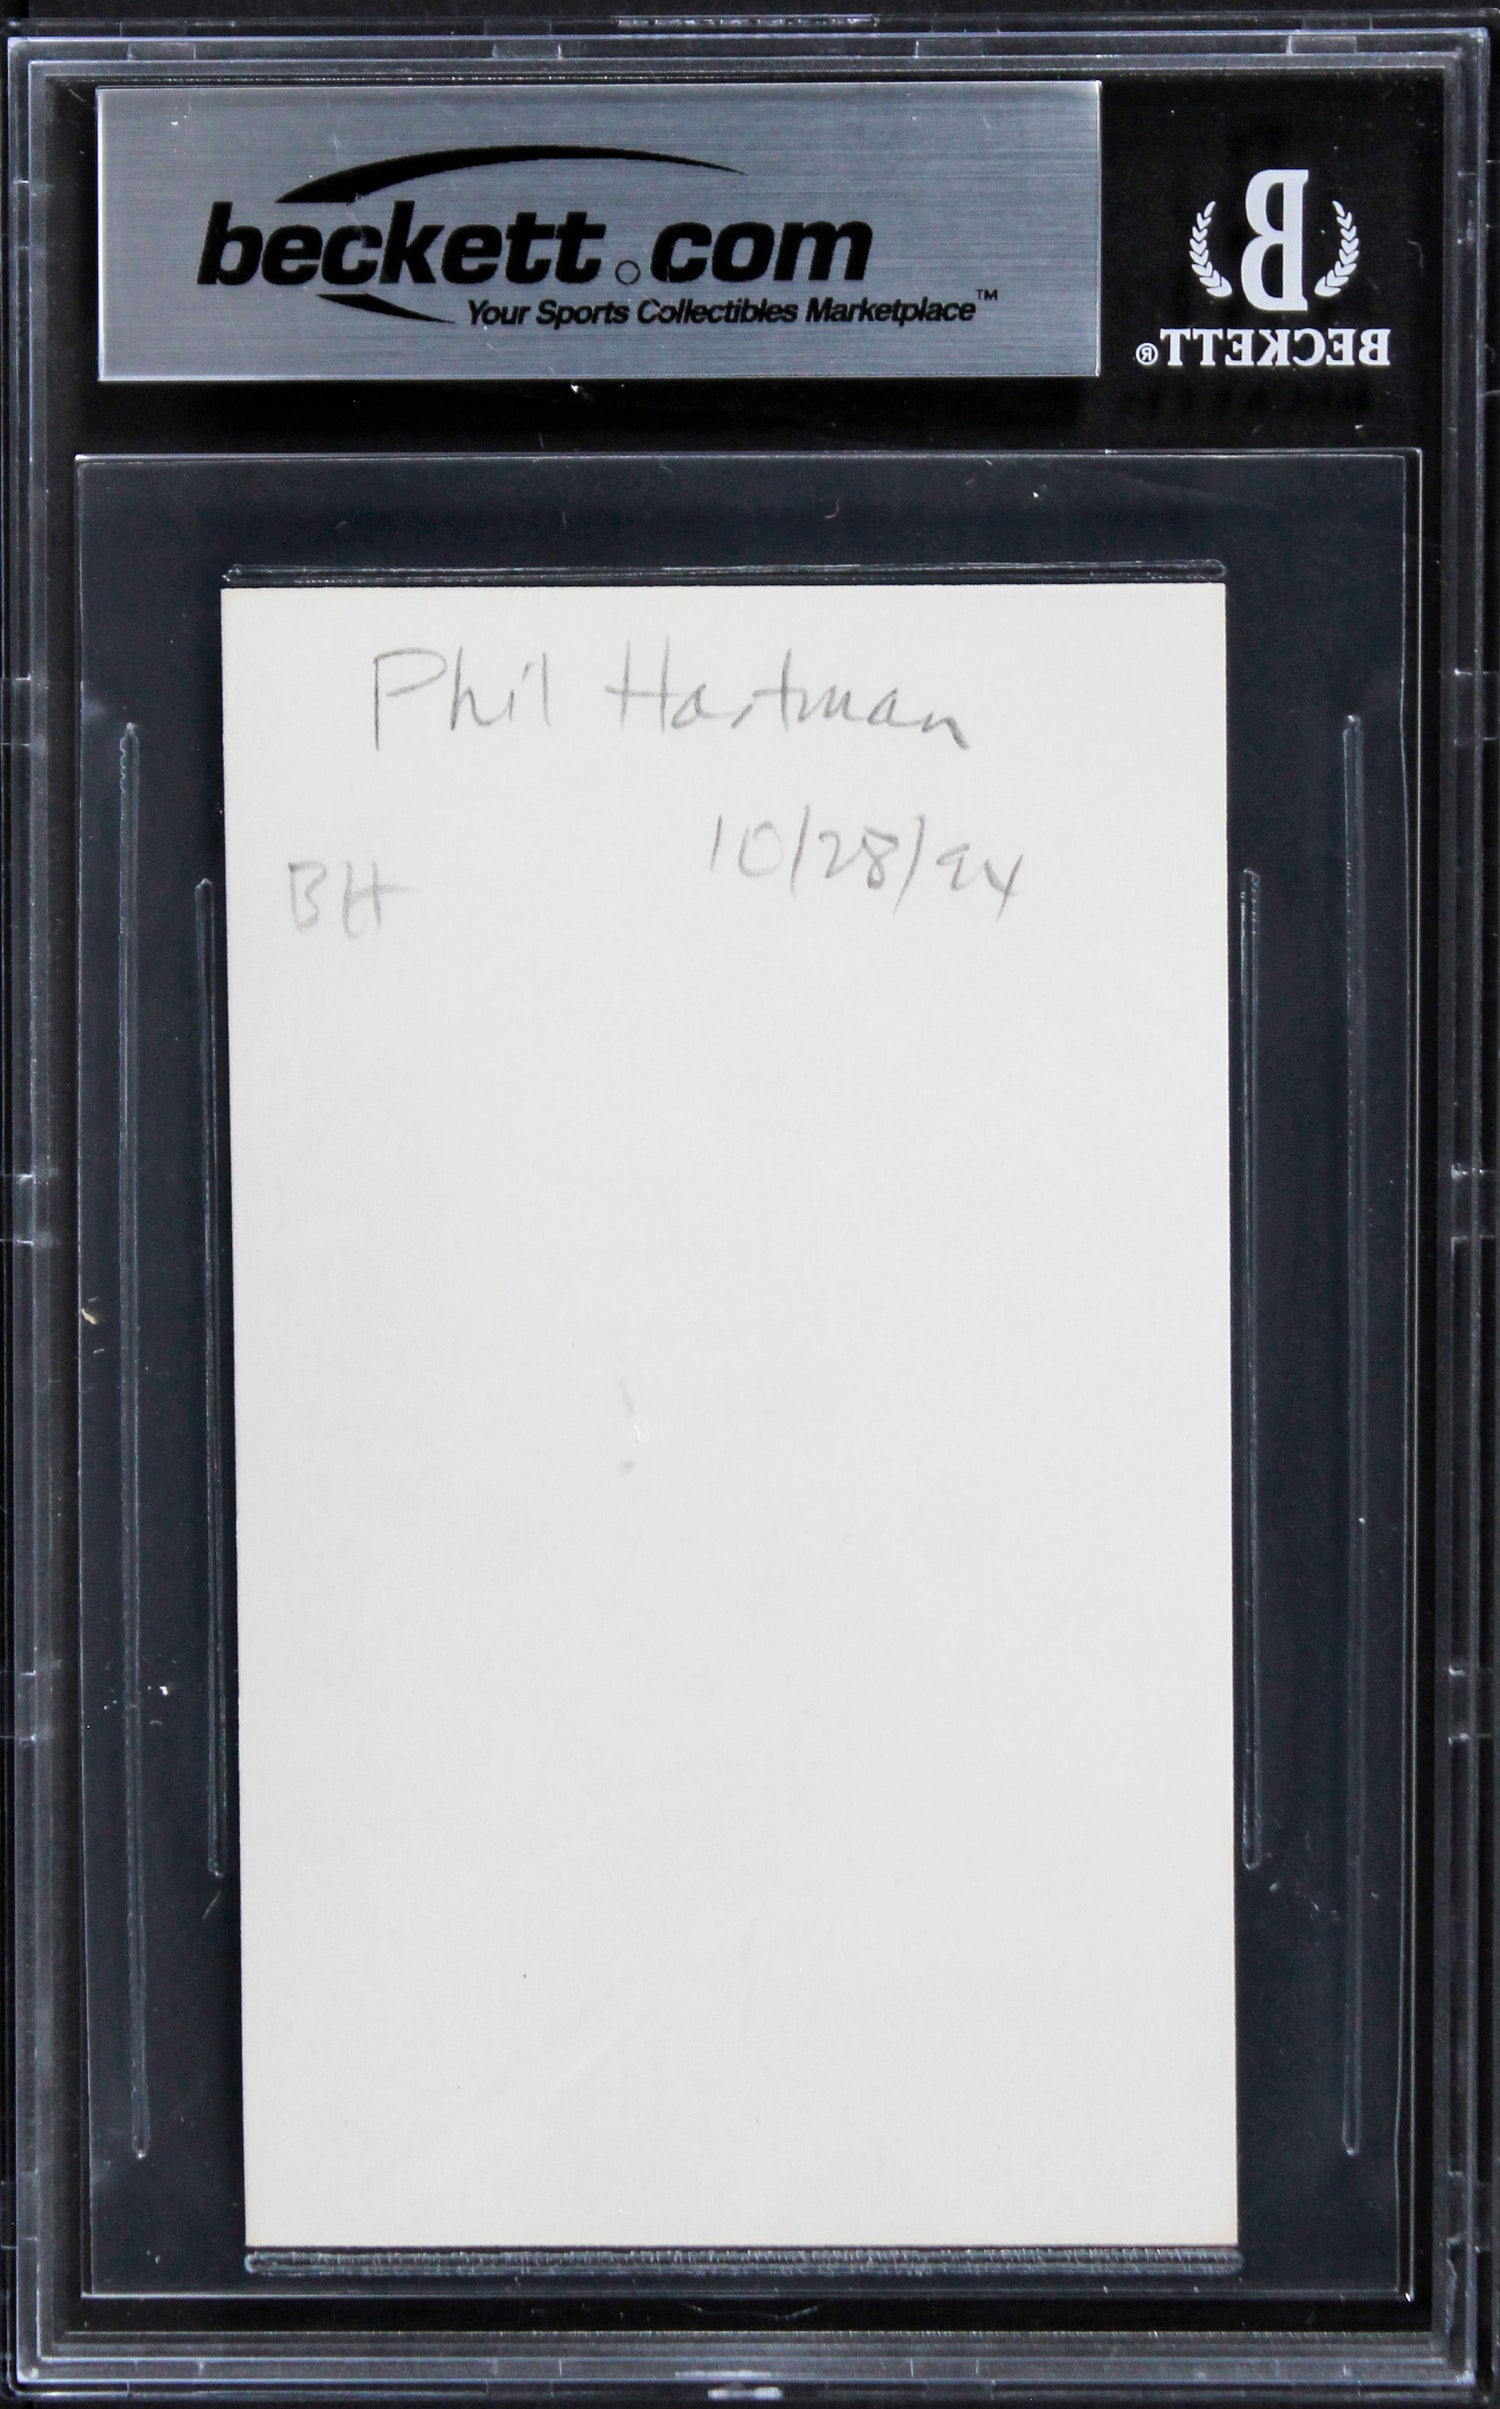 beckett.com
Your Sports Collectibles Marketplace™
B
BECKETT®
Phil Hartman
10/28/94
BH